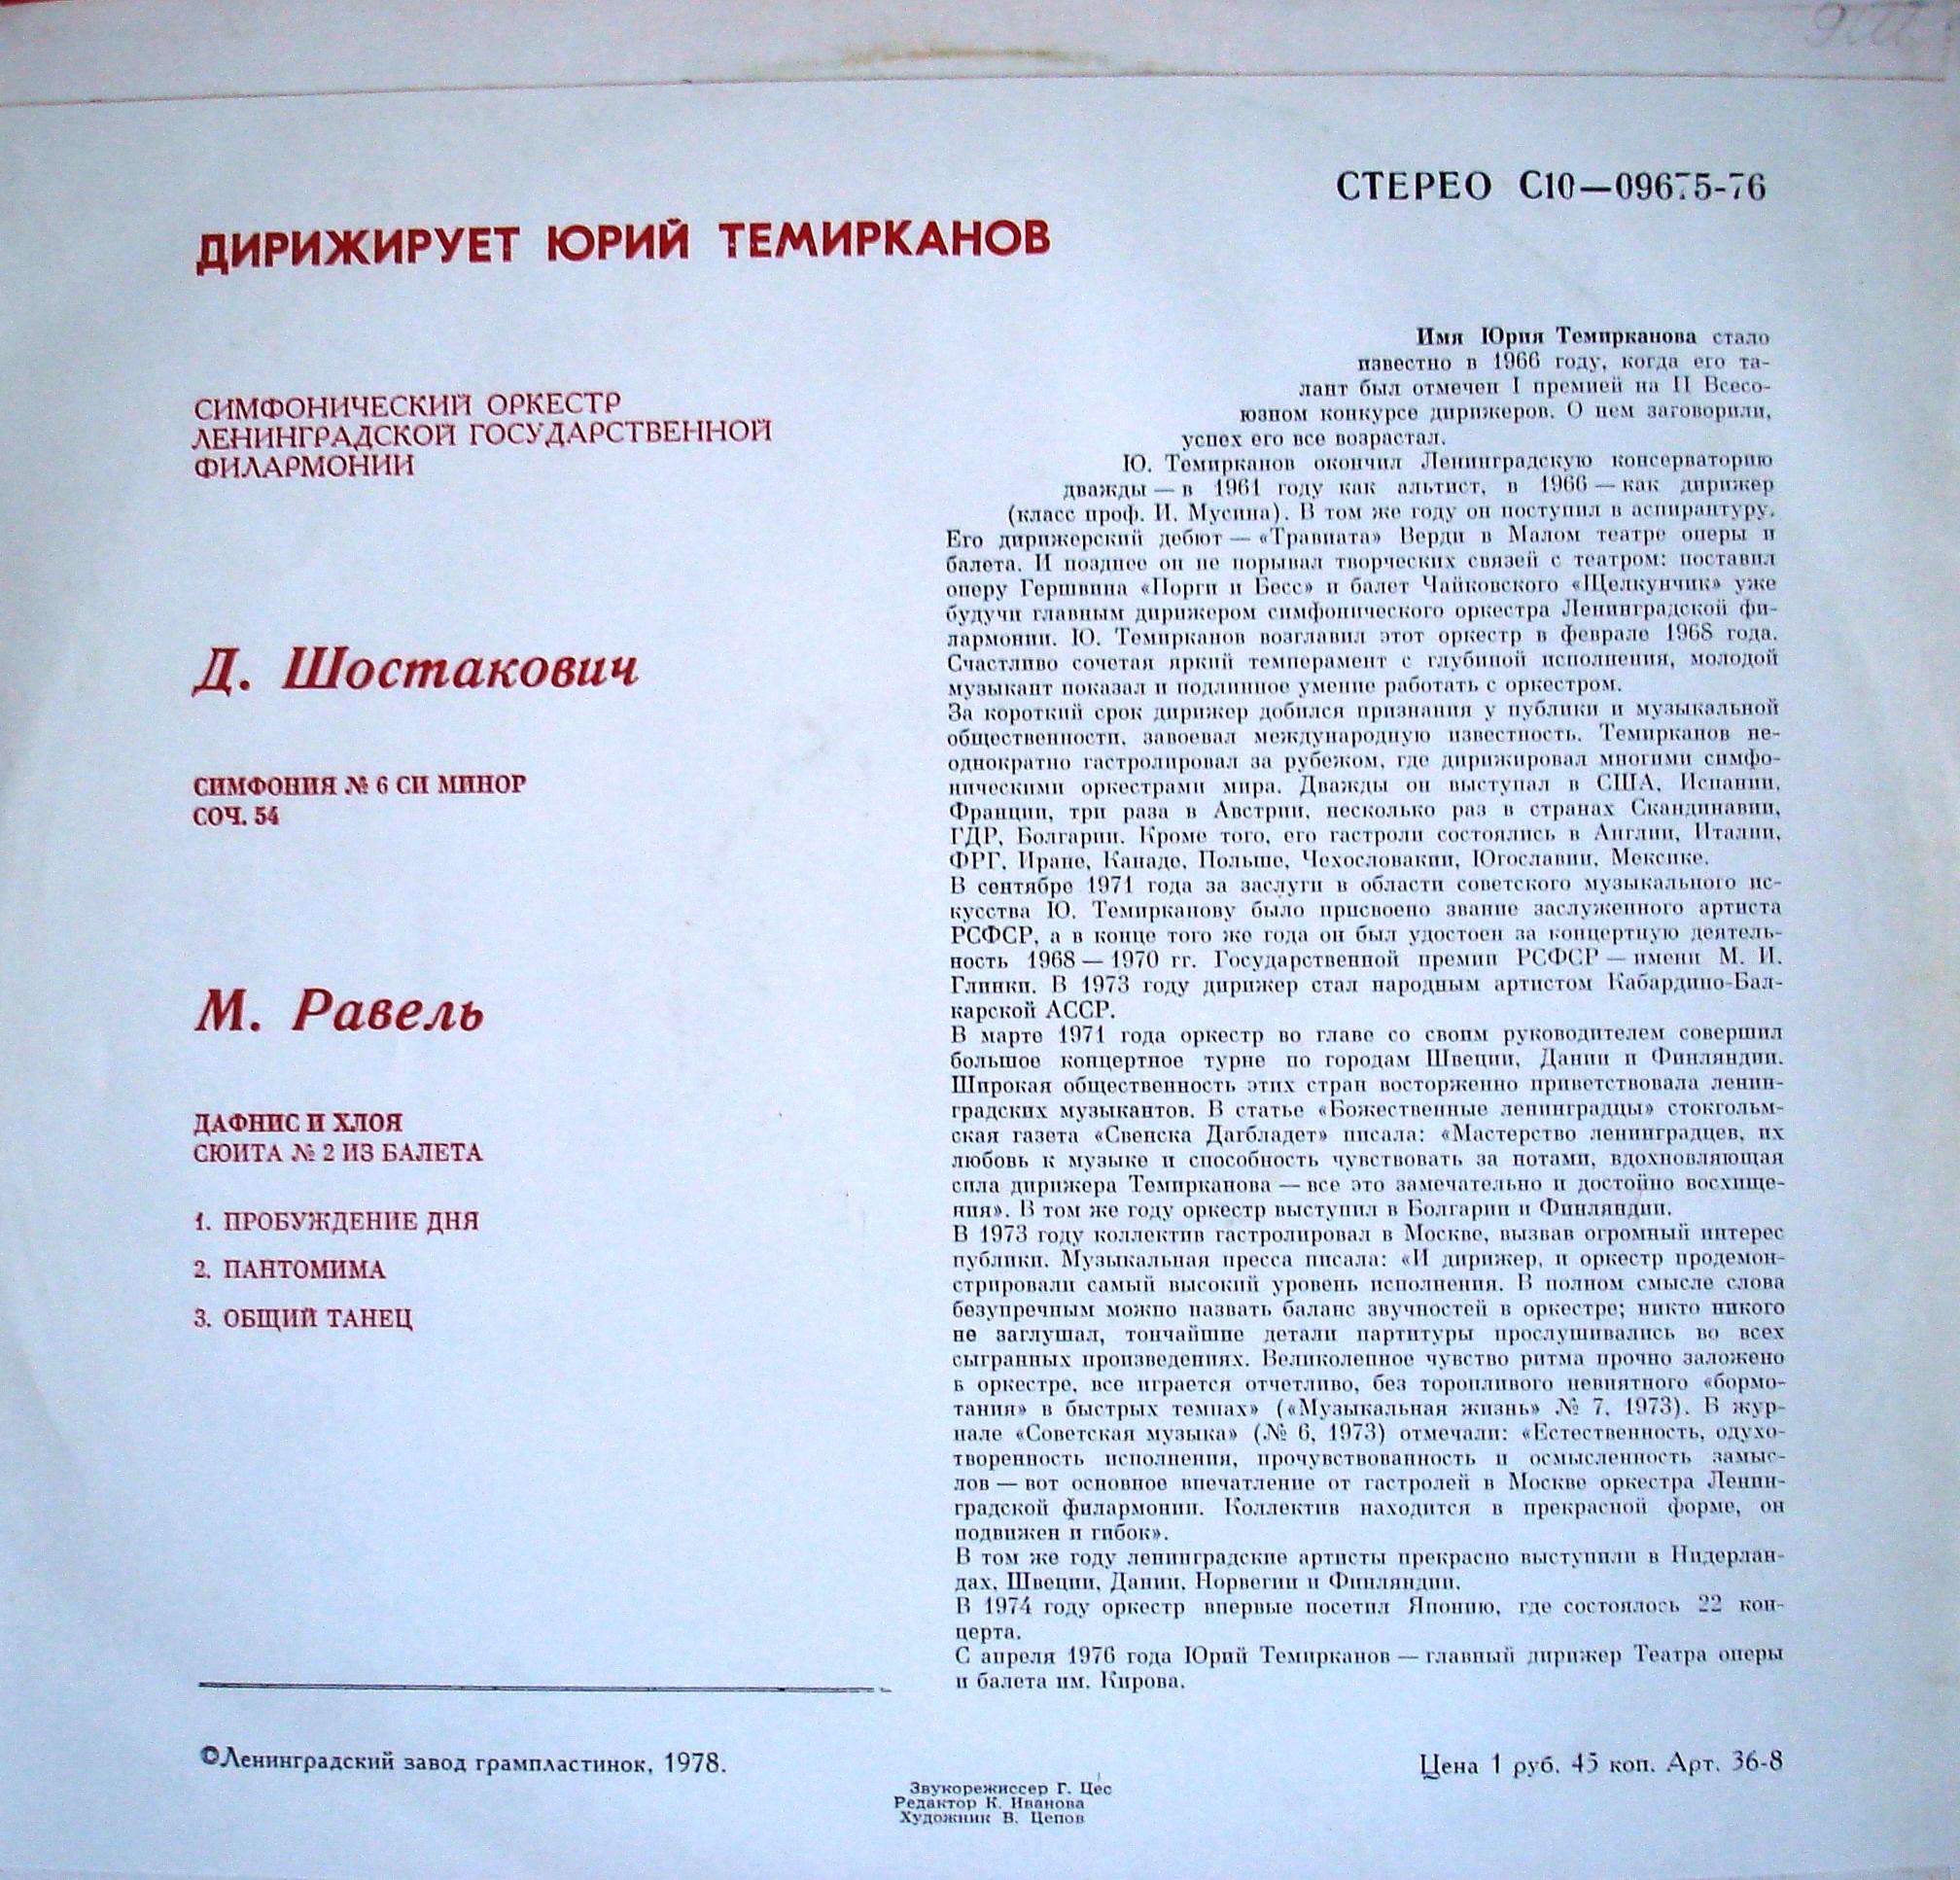 СТЕРЕО С10—09675-76
ДИРИЖИРУЕТ ЮРИЙ ТЕМИРКАНОВ
СИМФОНИЧЕСКИЙ ОРКЕСТР
ЛЕНИНГРАДСКОЙ ГОСУДАРСТВЕННОЙ
ФИЛАРМОНИИ
Д. Шостакович
СИМФОНИЯ № 6 СИ МИНОР
СОЧ. 54
М. Равель
ДАФНИС И ХЛОЯ
СЮИТА № 2 ИЗ БАЛЕТА
1. ПРОБУЖДЕНИЕ ДНЯ
2. ПАНТОМИМА
3. ОБЩИЙ ТАНЕЦ
Имя Юрия Темирканова стало
известно в 1966 году, когда его та-
лант был отмечен I премией на II Всесо-
юзном конкурсе дирижеров. О нем заговорили,
успех его все возрастал.
Ю. Темирканов окончил Ленинградскую консерваторию
дважды — в 1961 году как альтист, в 1966 — как дирижер
(класс проф. И. Мусина). В том же году он поступил в аспирантуру.
Его дирижерский дебют — «Травиата» Верди в Малом театре оперы и
балета. И позднее он не порывал творческих связей с театром: поставил
оперу Гершвина «Порги и Бесс» и балет Чайковского «Щелкунчик» уже
будучи главным дирижером симфонического оркестра Ленинградской фи-
лармонии. Ю. Темирканов возглавил этот оркестр в феврале 1968 года.
Счастливо сочетая яркий темперамент с глубиной исполнения, молодой
музыкант показал и подлинное умение работать с оркестром.
За короткий срок дирижер добился признания у публики и музыкальной
общественности, завоевал международную известность. Темирканов не-
однократно гастролировал за рубежом, где дирижировал многими симфо-
ническими оркестрами мира. Дважды он выступал в США, Испании,
Франции, три раза в Австрии, несколько раз в странах Скандинавии,
ГДР, Болгарии. Кроме того, его гастроли состоялись в Англии, Италии,
ФРГ, Иране, Канаде, Польше, Чехословакии, Югославии, Мексике.
В сентябре 1971 года за заслуги в области советского музыкального ис-
кусства Ю. Темирканову было присвоено звание заслуженного артиста
РСФСР, а в конце того же года он был удостоен за концертную деятель-
ность 1968 — 1970 гг. Государственной премии РСФСР — имени М. И.
Глинки. В 1973 году дирижер стал народным артистом Кабардино-Бал-
карской АССР.
В марте 1971 года оркестр во главе со своим руководителем совершил
большое концертное турне по городам Швеции, Дании и Финляндии.
Широкая общественность этих стран восторженно приветствовала ленин-
градских музыкантов. В статье «Божественные ленинградцы» стокгольм-
ская газета «Свенска Дагбладет» писала: «Мастерство ленинградцев, их
любовь к музыке и способность чувствовать за нотами, вдохновляющая
сила дирижера Темирканова — все это замечательно и достойно восхище-
ния». В том же году оркестр выступил в Болгарии и Финляндии.
В 1973 году коллектив гастролировал в Москве, вызвав огромный интерес
публики. Музыкальная пресса писала: «И дирижер, и оркестр продемон-
стрировали самый высокий уровень исполнения. В полном смысле слова
безупречным можно назвать баланс звучностей в оркестре; никто никого
не заглушал, тончайшие детали партитуры прослушивались во всех
сыгранных произведениях. Великолепное чувство ритма прочно заложено
в оркестре, все играется отчетливо, без торопливого невнятного «бормо-
тания» в быстрых темпах» («Музыкальная жизнь» № 7, 1973). В жур-
нале «Советская музыка» (№ 6, 1973) отмечали: «Естественность, одухо-
творенность исполнения, прочувствованность и осмысленность замыс-
лов — вот основное впечатление от гастролей в Москве оркестра Ленин-
градской филармонии. Коллектив находится в прекрасной форме, он
подвижен и гибок».
В том же году ленинградские артисты прекрасно выступили в Нидерлан-
дах, Швеции, Дании, Норвегии и Финляндии.
В 1974 году оркестр впервые посетил Японию, где состоялось 22 кон-
церта.
С апреля 1976 года Юрий Темирканов — главный дирижер Театра оперы
и балета им. Кирова.
©Ленинградский завод грампластинок, 1978.
Цена 1 руб. 45 коп. Арт. 36-8
Звукорежиссер Г. Цес
Редактор К. Иванова
Художник В. Цепов